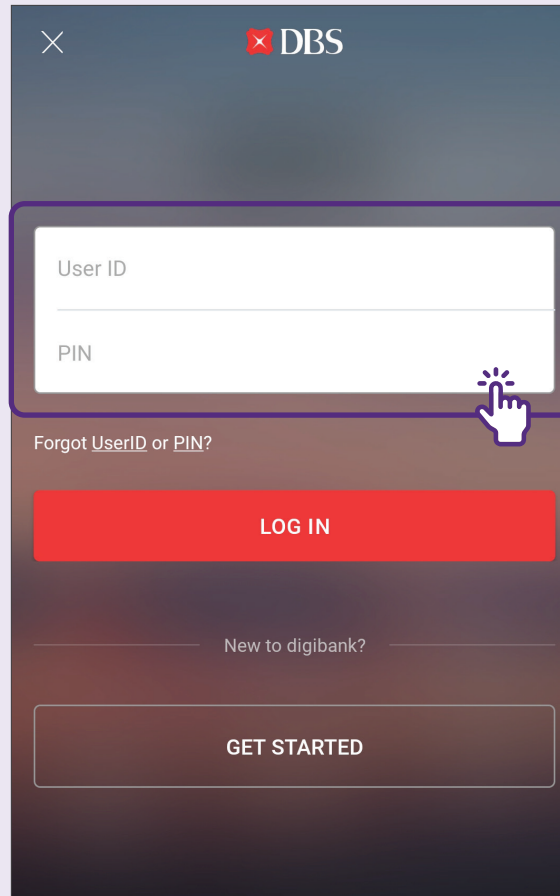 DBS
User ID
PIN
Forgot UserID or PIN?
LOG IN
New to digibank?
GET STARTED